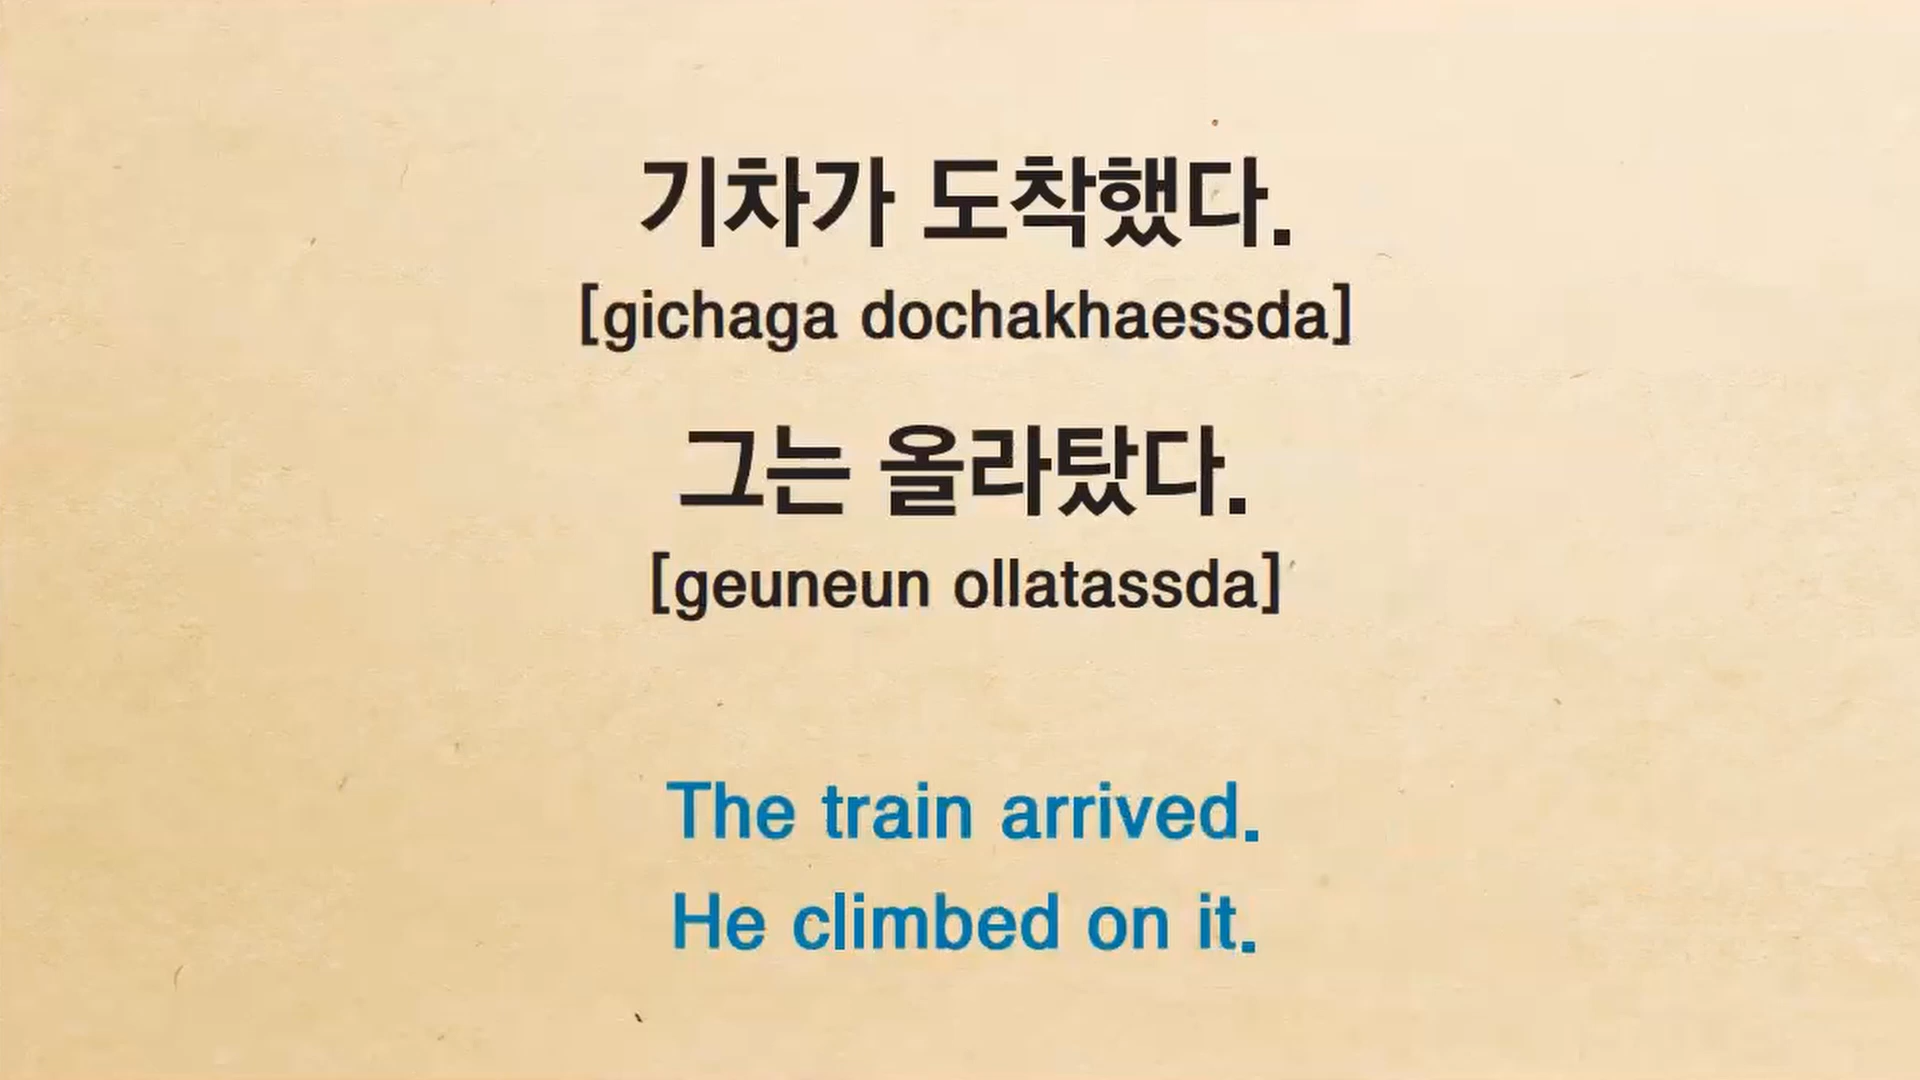 기차가 도착했다.
[gichaga dochakhaessda]
그는 올라탔다.
[geuneun ollatassda]
The train arrived.
He climbed on it.